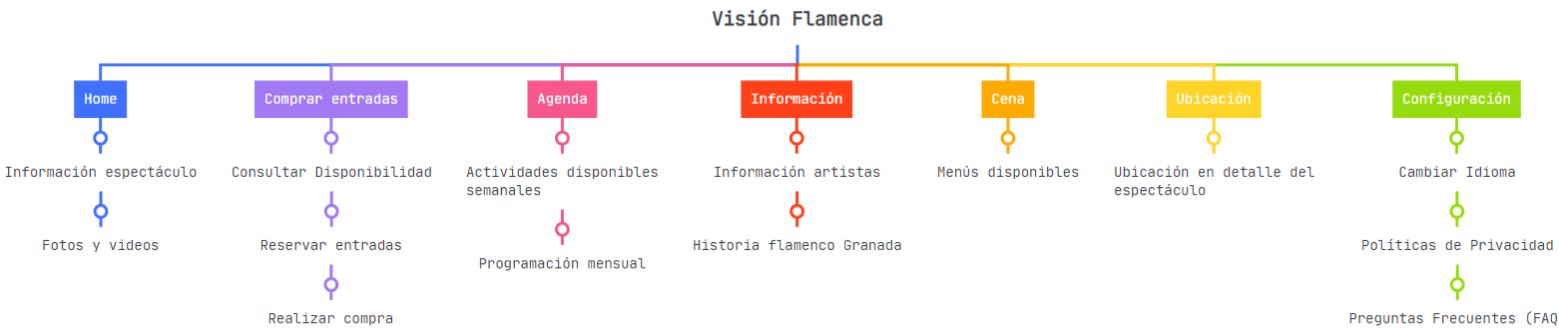 Visión Flamenca
Home
Comprar entradas
Agenda
Información
Cena
Ubicación
Configuración
Información espectáculo
Consultar Disponibilidad
Actividades disponibles
semanales
Información artistas
Menús disponibles
Ubicación en detalle del
espectáculo
Cambiar Idioma
Fotos y videos
Reservar entradas
Programación mensual
Historia flamenco Granada
Políticas de Privacidad
Realizar compra
Preguntas Frecuentes (FAQ